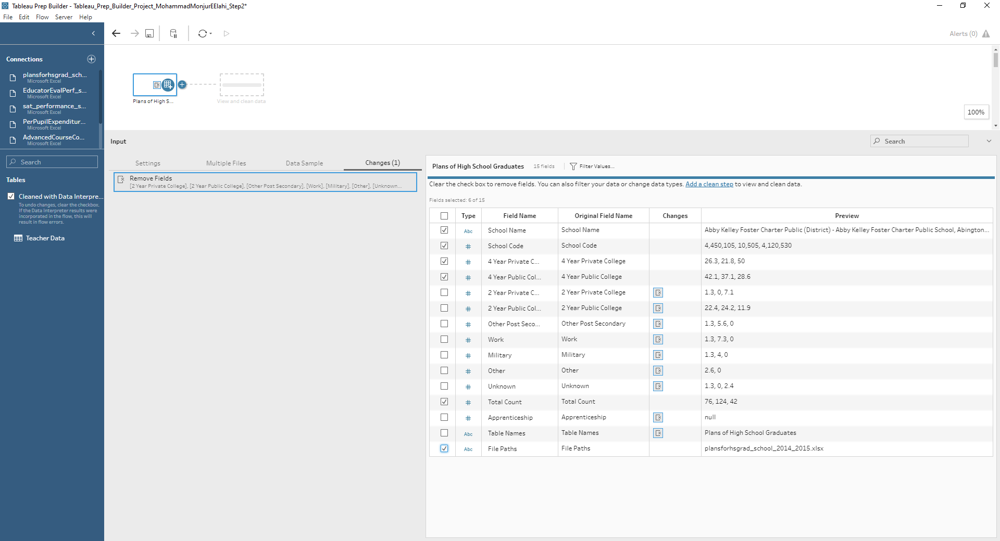 Tableau Prep Builder - Tableau_Prep_Builder_Project_MohammadMonjurEElahi_Step2*
File Edit Flow Server Help
Alerts (0)
Connections
plansforhsgrad_sch...
Microsoft Excel
EducatorEvalPerf_s...
Microsoft Excel
sat_performance_s...
Microsoft Excel
PerPupilExpenditur...
Microsoft Excel
AdvancedCourseCo...
Microsoft Excel
Search
Tables
Cleaned with Data Interpre...
To undo changes, clear the checkbox.
If the Data Interpreter results were
incorporated in the flow, this will
result in flow errors.
Teacher Data
Plans of High S...
View and clean data
100%
Input
Search
Settings Multiple Files Data Sample Changes (1)
Remove Fields
[2 Year Private College], [2 Year Public College], [Other Post Secondary], [Work], [Military], [Other], [Unknown...
Plans of High School Graduates 15 fields Filter Values...
Clear the check box to remove fields. You can also filter your data or change data types. Add a clean step to view and clean data.
Fields selected: 6 of 15
Type Field Name Original Field Name Changes Preview
Abc School Name School Name Abby Kelley Foster Charter Public (District) - Abby Kelley Foster Charter Public School, Abington...
# School Code School Code 4,450,105, 10,505, 4,120,530
# 4 Year Private C... 4 Year Private College 26.3, 21.8, 50
# 4 Year Public Col... 4 Year Public College 42.1, 37.1, 28.6
# 2 Year Private C... 2 Year Private College 1.3, 0, 7.1
# 2 Year Public Col... 2 Year Public College 22.4, 24.2, 11.9
# Other Post Seco... Other Post Secondary 1.3, 5.6, 0
# Work Work 1.3, 7.3, 0
# Military Military 1.3, 4, 0
# Other Other 2.6, 0
# Unknown Unknown 1.3, 0, 2.4
# Total Count Total Count 76, 124, 42
# Apprenticeship Apprenticeship null
Abc Table Names Table Names Plans of High School Graduates
Abc File Paths File Paths plansforhsgrad_school_2014_2015.xlsx